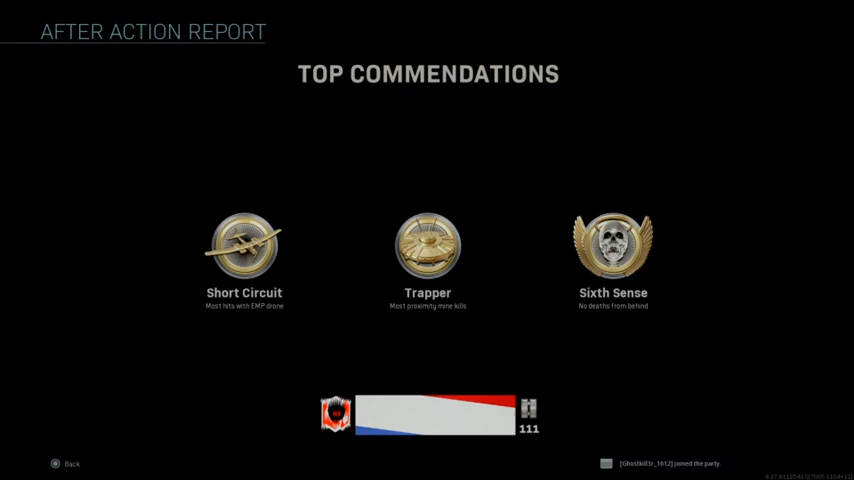 AFTER ACTION REPORT
TOP COMMENDATIONS
Short Circuit
Most hits with EMP drone
Trapper
Most proximity mine kills
Sixth Sense
No deaths from behind
111
Back
[Ghostkill3r_1612] joined the party.